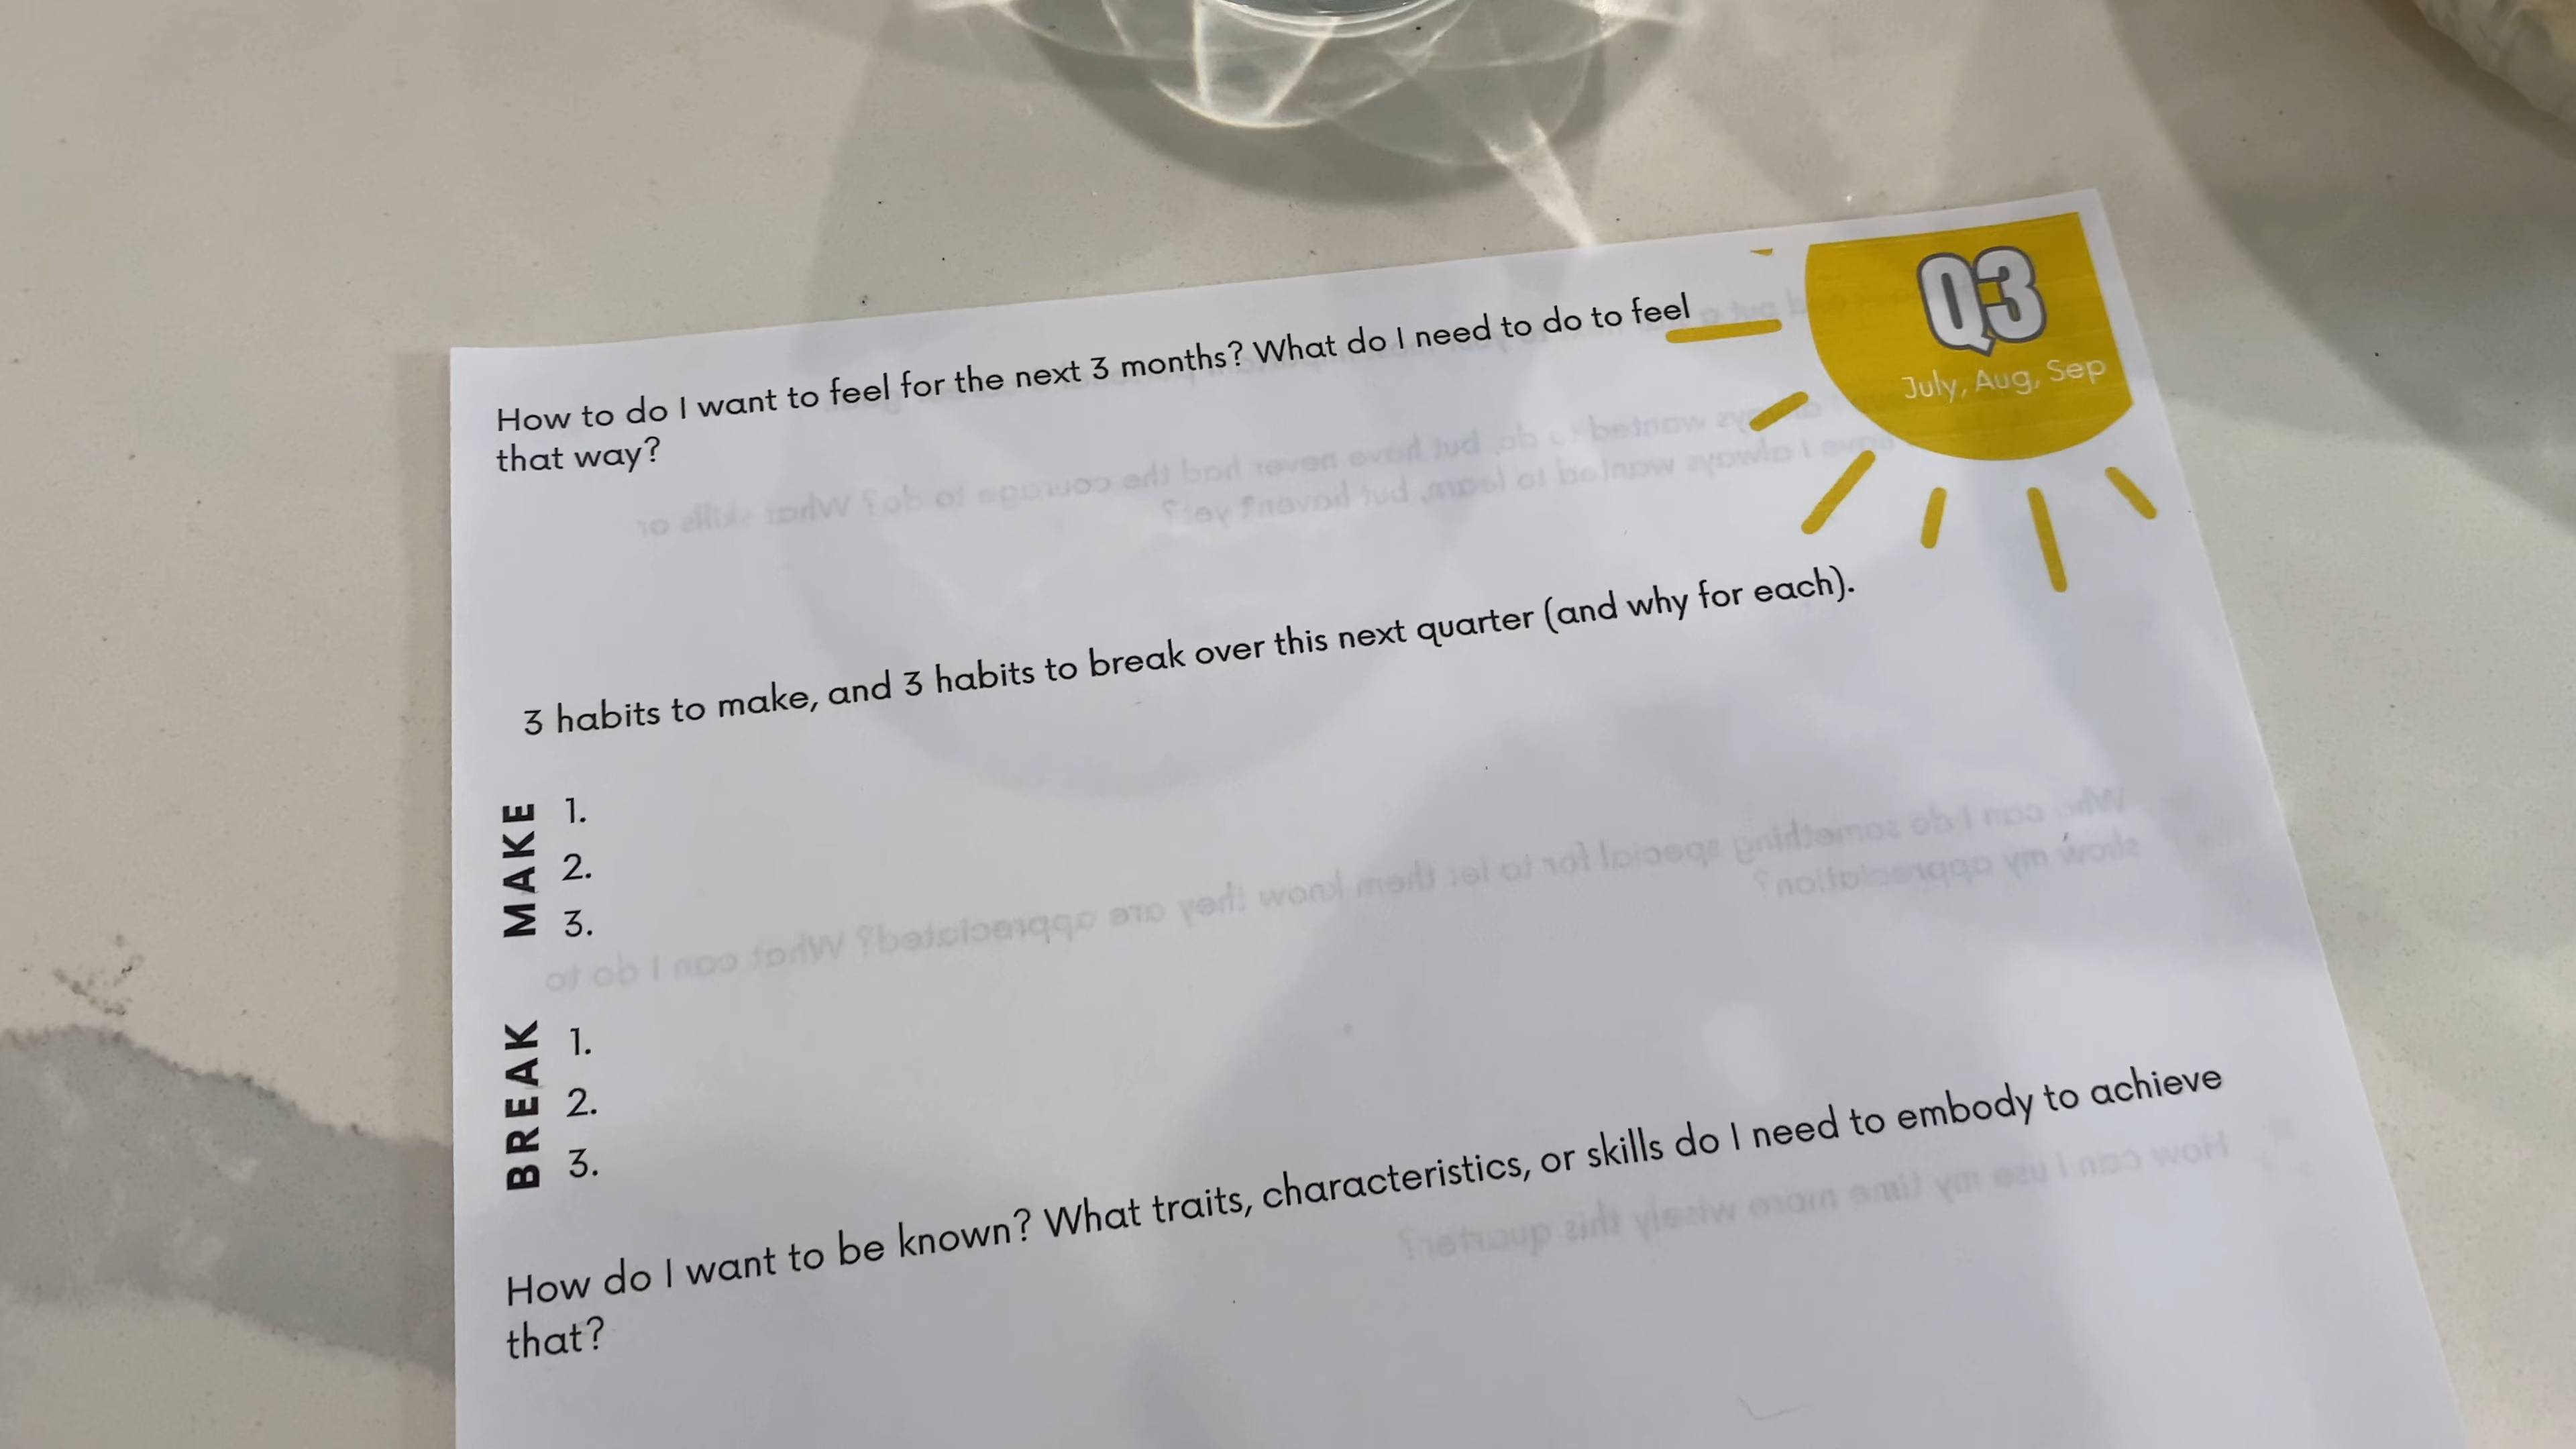 How to do I want to feel for the next 3 months? What do I need to do to feel
that way?
Q3
July, Aug, Sep
3 habits to make, and 3 habits to break over this next quarter (and why for each).
MAKE
1.
2.
3.
BREAK
1.
2.
3.
How do I want to be known? What traits, characteristics, or skills do I need to embody to achieve
that?